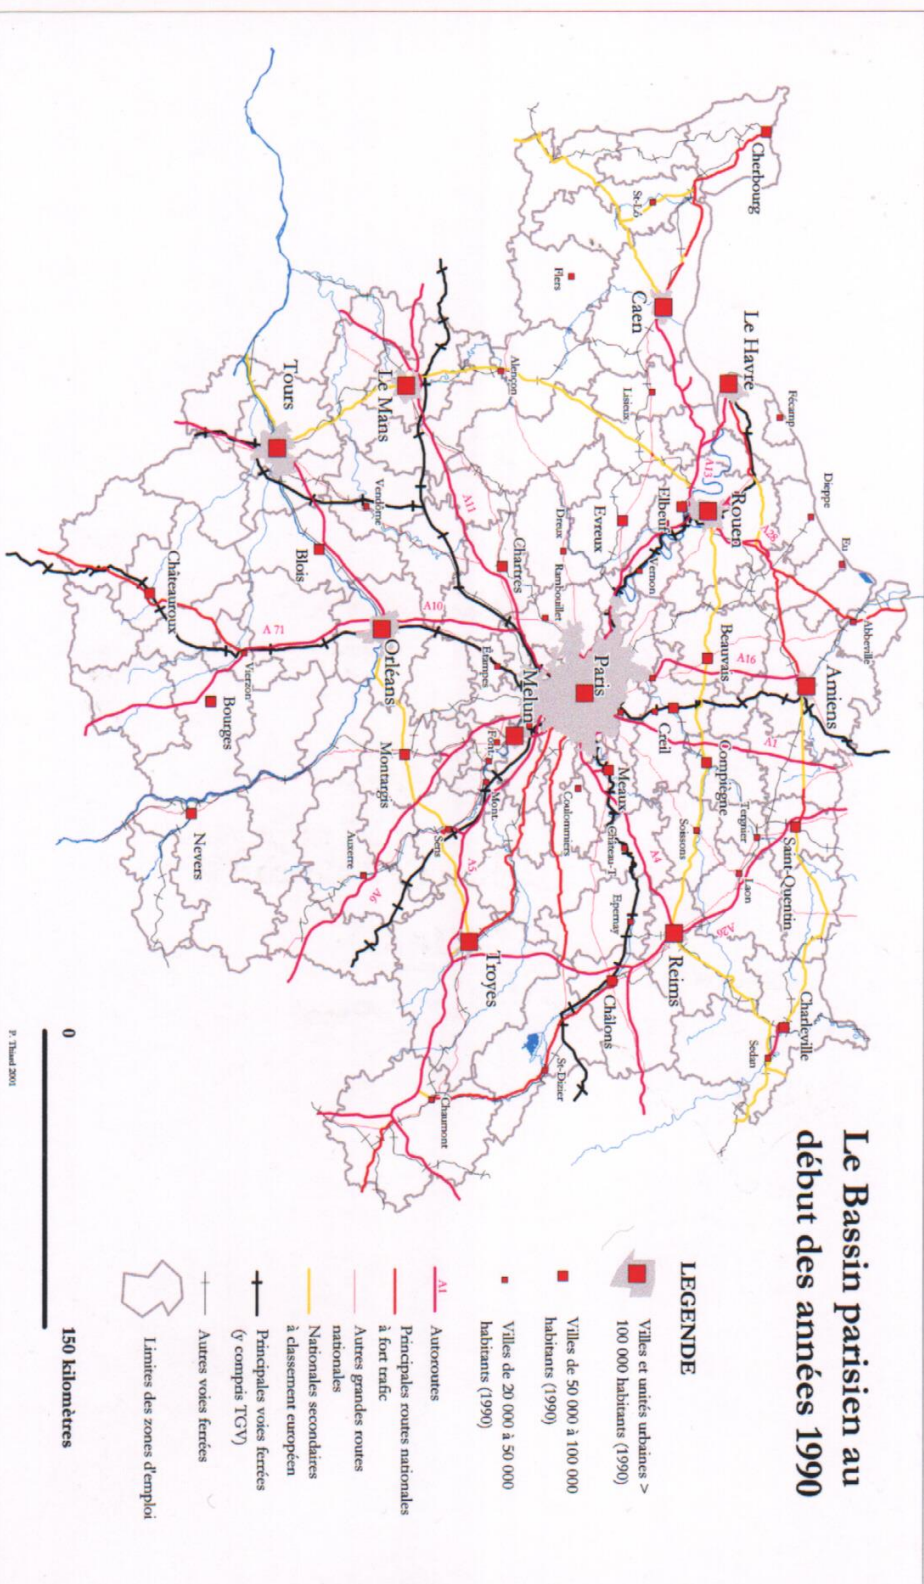 Le Bassin parisien au
début des années 1990
Cherbourg
St-Lô
Flers
Caen
Le Havre
Fécamp
Dieppe
Eu
Abbeville
Lisieux
Alençon
A13
Rouen
A28
Elbeuf
Evreux
Vernon
Dreux
Rambouillet
Chartres
A11
Le Mans
Tours
Vendôme
Blois
Châteauroux
A 71
A10
Orléans
Vierzon
Bourges
Etampes
Paris
Melun
Font.
Mont.
Montargis
Nevers
Auxerre
A6
Sens
A5
Beauvais
A16
Amiens
Creil
A1
Compiègne
Meaux
Coulommiers
Château-T.
Soissons
Tergnier
Laon
Saint-Quentin
A4
Epernay
A26
Reims
Troyes
Châlons
Charleville
Sedan
St-Dizier
Chaumont
LEGENDE
Villes et unités urbaines >
100 000 habitants (1990)
Villes de 50 000 à 100 000
habitants (1990)
Villes de 20 000 à 50 000
habitants (1990)
A1
Autoroutes
Principales routes nationales
à fort trafic
Autres grandes routes
nationales
Nationales secondaires
à classement européen
Principales voies ferrées
(y compris TGV)
Autres voies ferrées
Limites des zones d'emploi
0
150 kilomètres